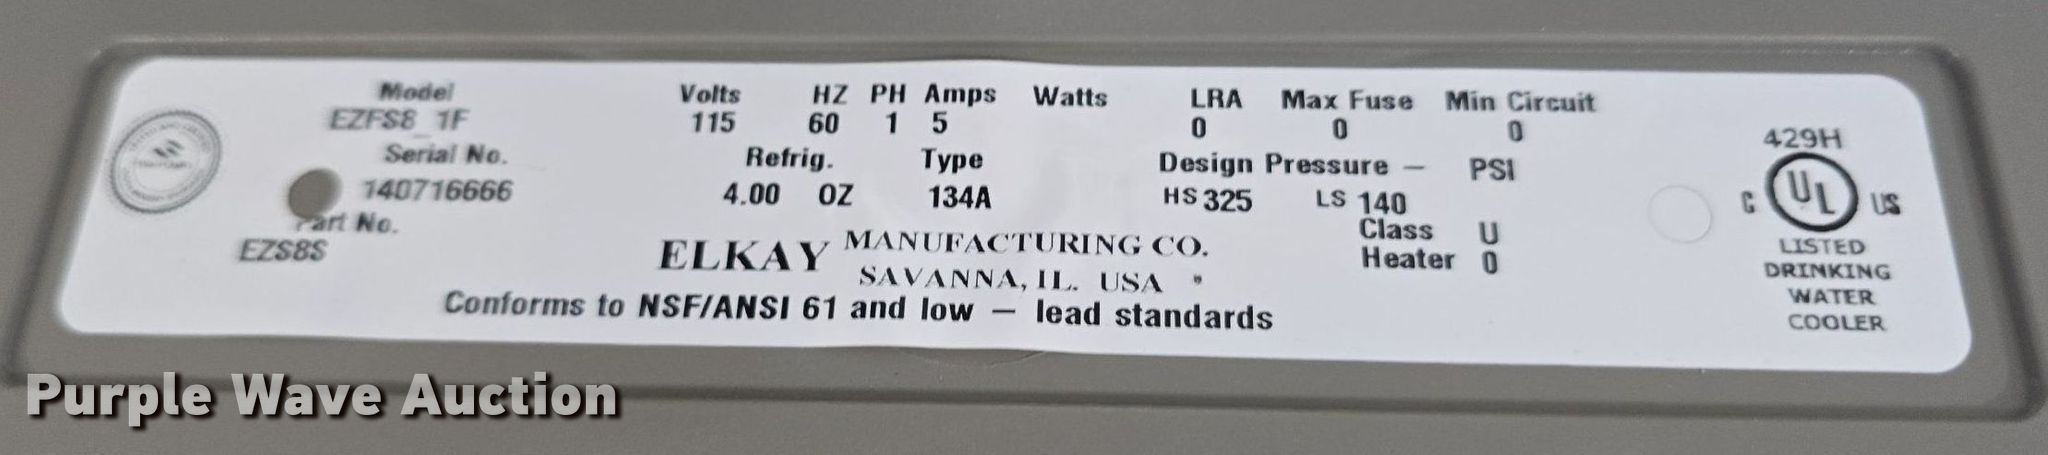 Model
EZFS8_1F
Serial No.
140716666
Part No.
EZS8S
Volts HZ PH Amps Watts LRA Max Fuse Min Circuit
115 60 1 5 0 0 0
Refrig. Type Design Pressure — PSI
4.00 OZ 134A HS 325 LS 140
Class U
Heater 0
ELKAY MANUFACTURING CO.
SAVANNA, IL. USA
Conforms to NSF/ANSI 61 and low — lead standards
429H
C UL US
LISTED
DRINKING
WATER
COOLER
Purple Wave Auction